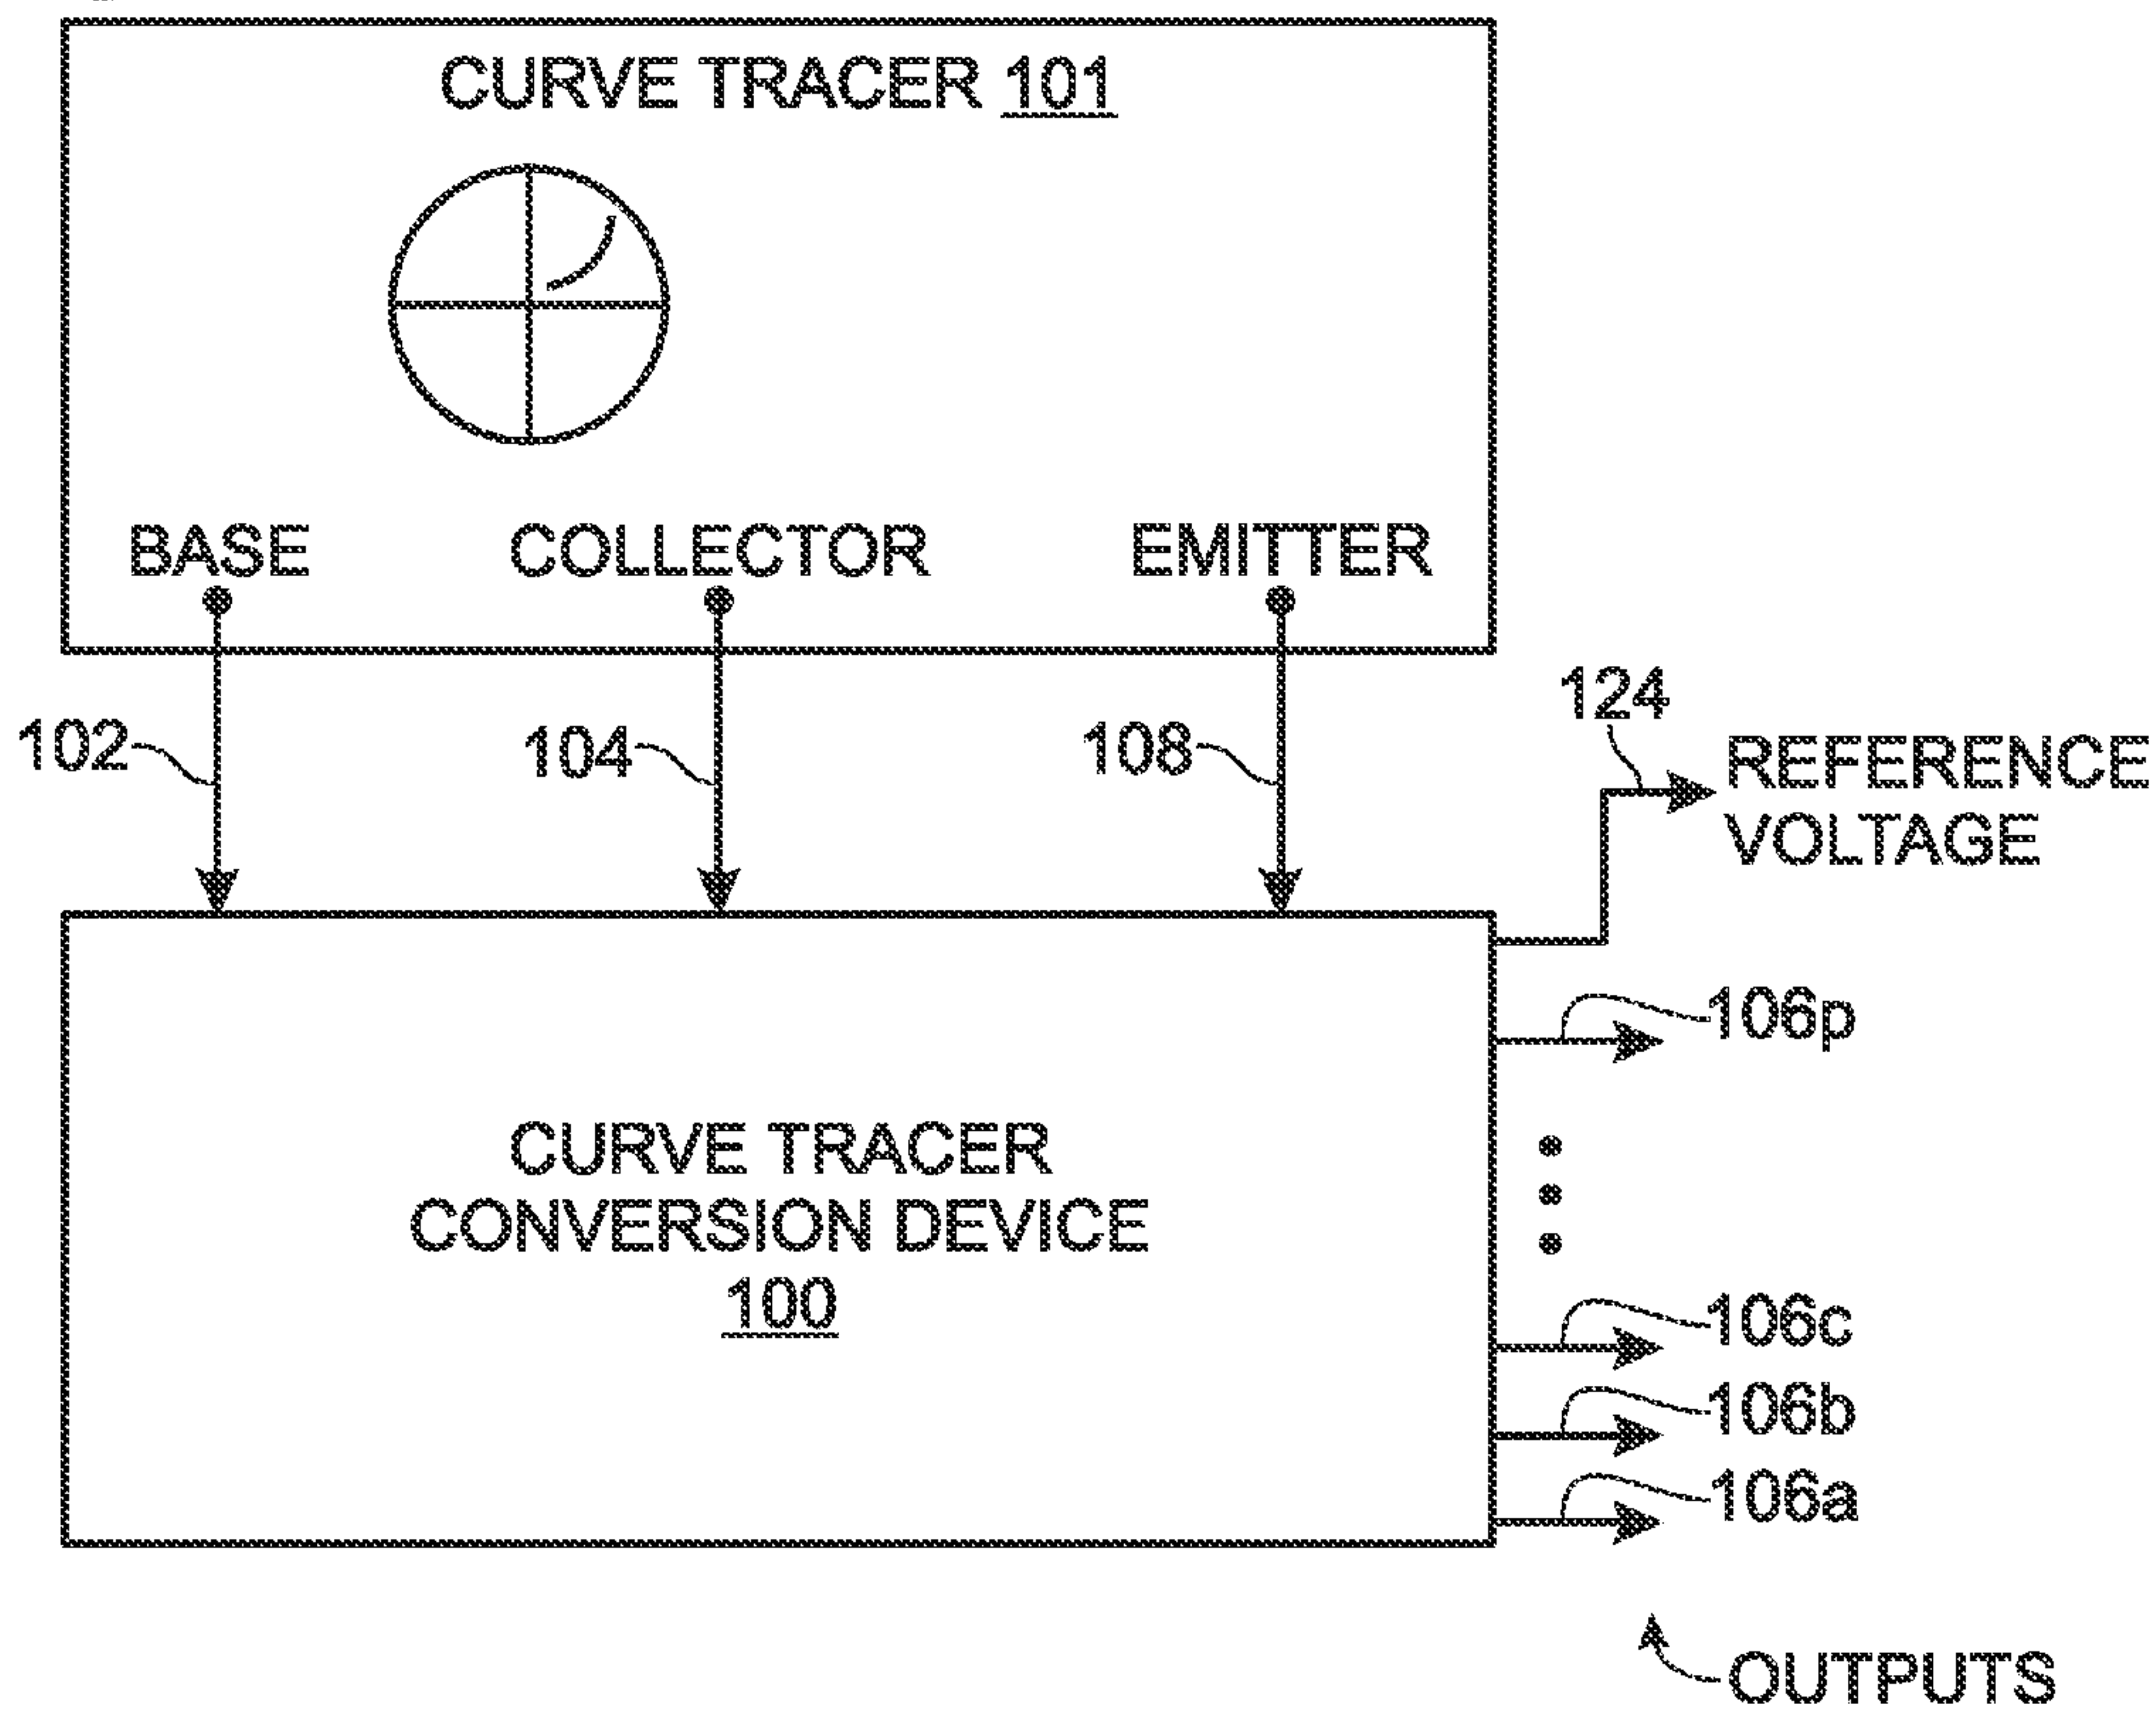 CURVE TRACER 101
BASE COLLECTOR EMITTER
102
104
108
124
REFERENCE
VOLTAGE
106p
CURVE TRACER
CONVERSION DEVICE
100
106c
106b
106a
OUTPUTS